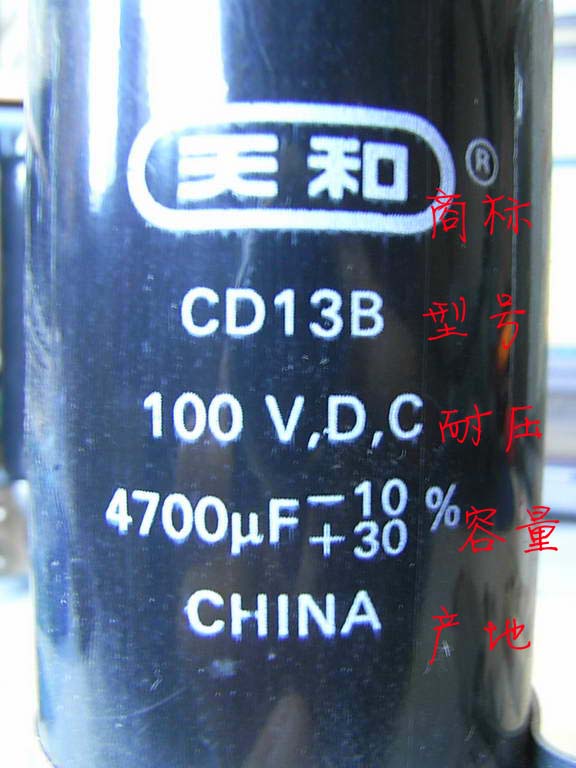 天和 ® 商标
CD13B 型号
100 V,D,C 耐压
4700μF −10 +30 % 容量
CHINA 产地